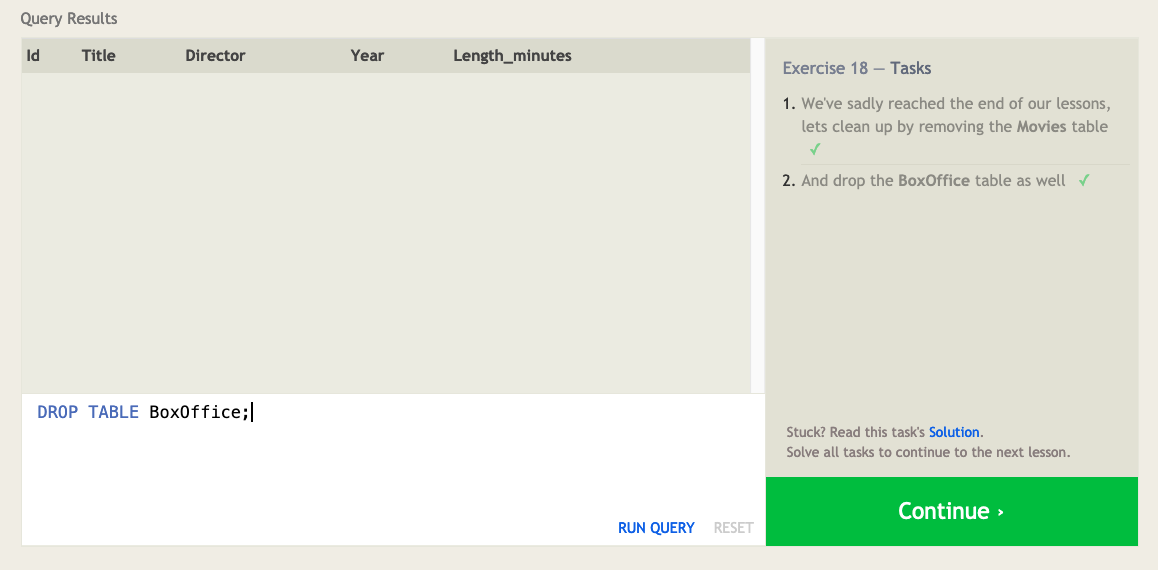 Query Results
Id Title Director Year Length_minutes
DROP TABLE BoxOffice;
RUN QUERY RESET
Exercise 18 — Tasks
1. We've sadly reached the end of our lessons,
lets clean up by removing the Movies table
✓
2. And drop the BoxOffice table as well ✓
Stuck? Read this task's Solution.
Solve all tasks to continue to the next lesson.
Continue ›